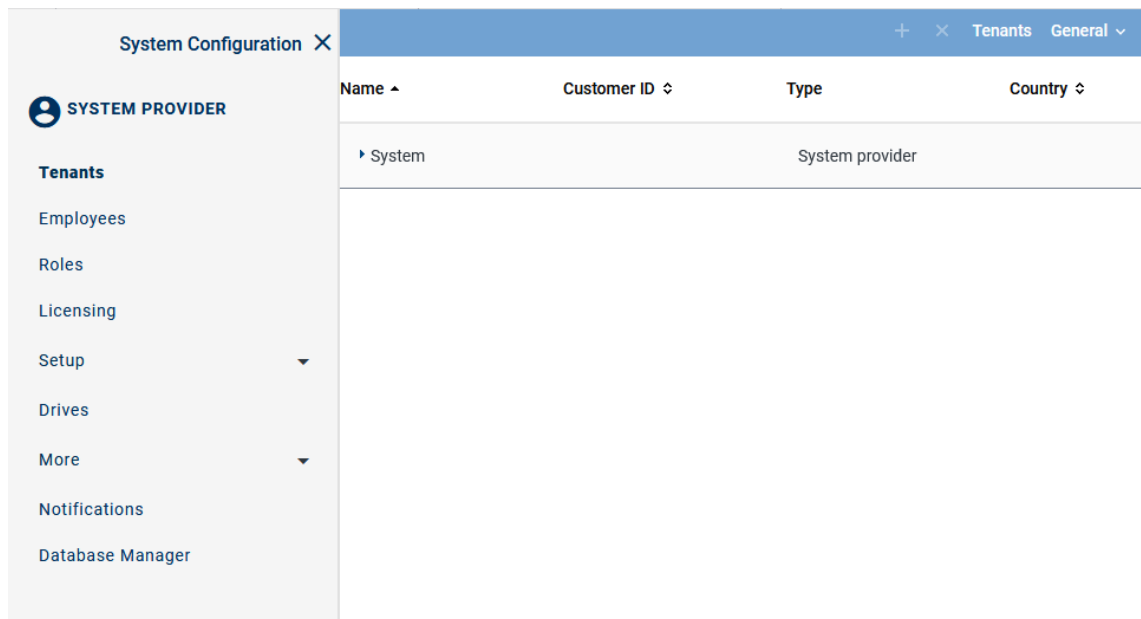 System Configuration
Tenants General
SYSTEM PROVIDER
Name Customer ID Type Country
System System provider
Tenants
Employees
Roles
Licensing
Setup
Drives
More
Notifications
Database Manager